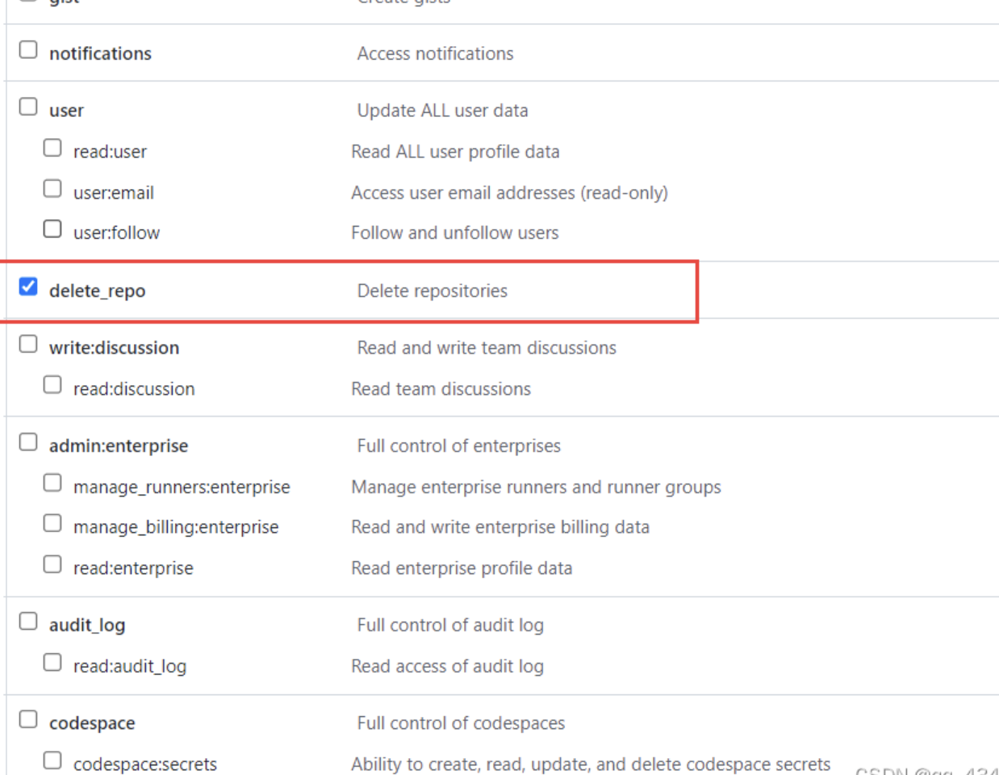 gist Create gists
notifications Access notifications
user Update ALL user data
read:user Read ALL user profile data
user:email Access user email addresses (read-only)
user:follow Follow and unfollow users
delete_repo Delete repositories
write:discussion Read and write team discussions
read:discussion Read team discussions
admin:enterprise Full control of enterprises
manage_runners:enterprise Manage enterprise runners and runner groups
manage_billing:enterprise Read and write enterprise billing data
read:enterprise Read enterprise profile data
audit_log Full control of audit log
read:audit_log Read access of audit log
codespace Full control of codespaces
codespace:secrets Ability to create, read, update, and delete codespace secrets